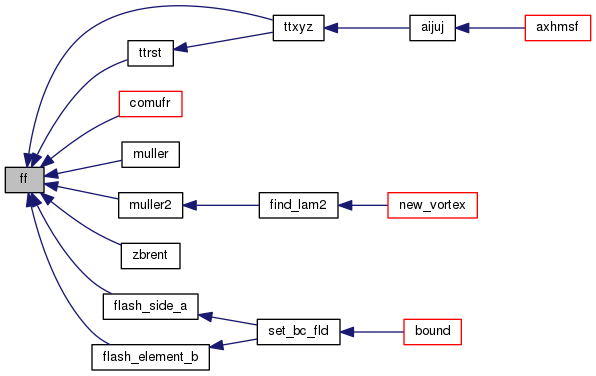 ttxyz
aijuj
axhmsf
ttrst
comufr
muller
ff
muller2
find_lam2
new_vortex
zbrent
flash_side_a
set_bc_fld
bound
flash_element_b